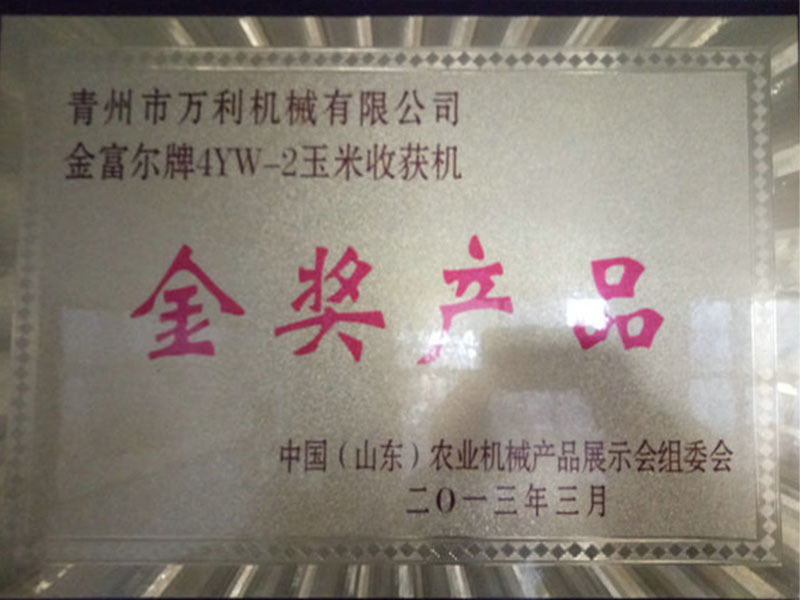 青州市万利机械有限公司
金富尔牌4YW-2玉米收获机
金奖产品
中国（山东）农业机械产品展示会组委会
二O一三年三月